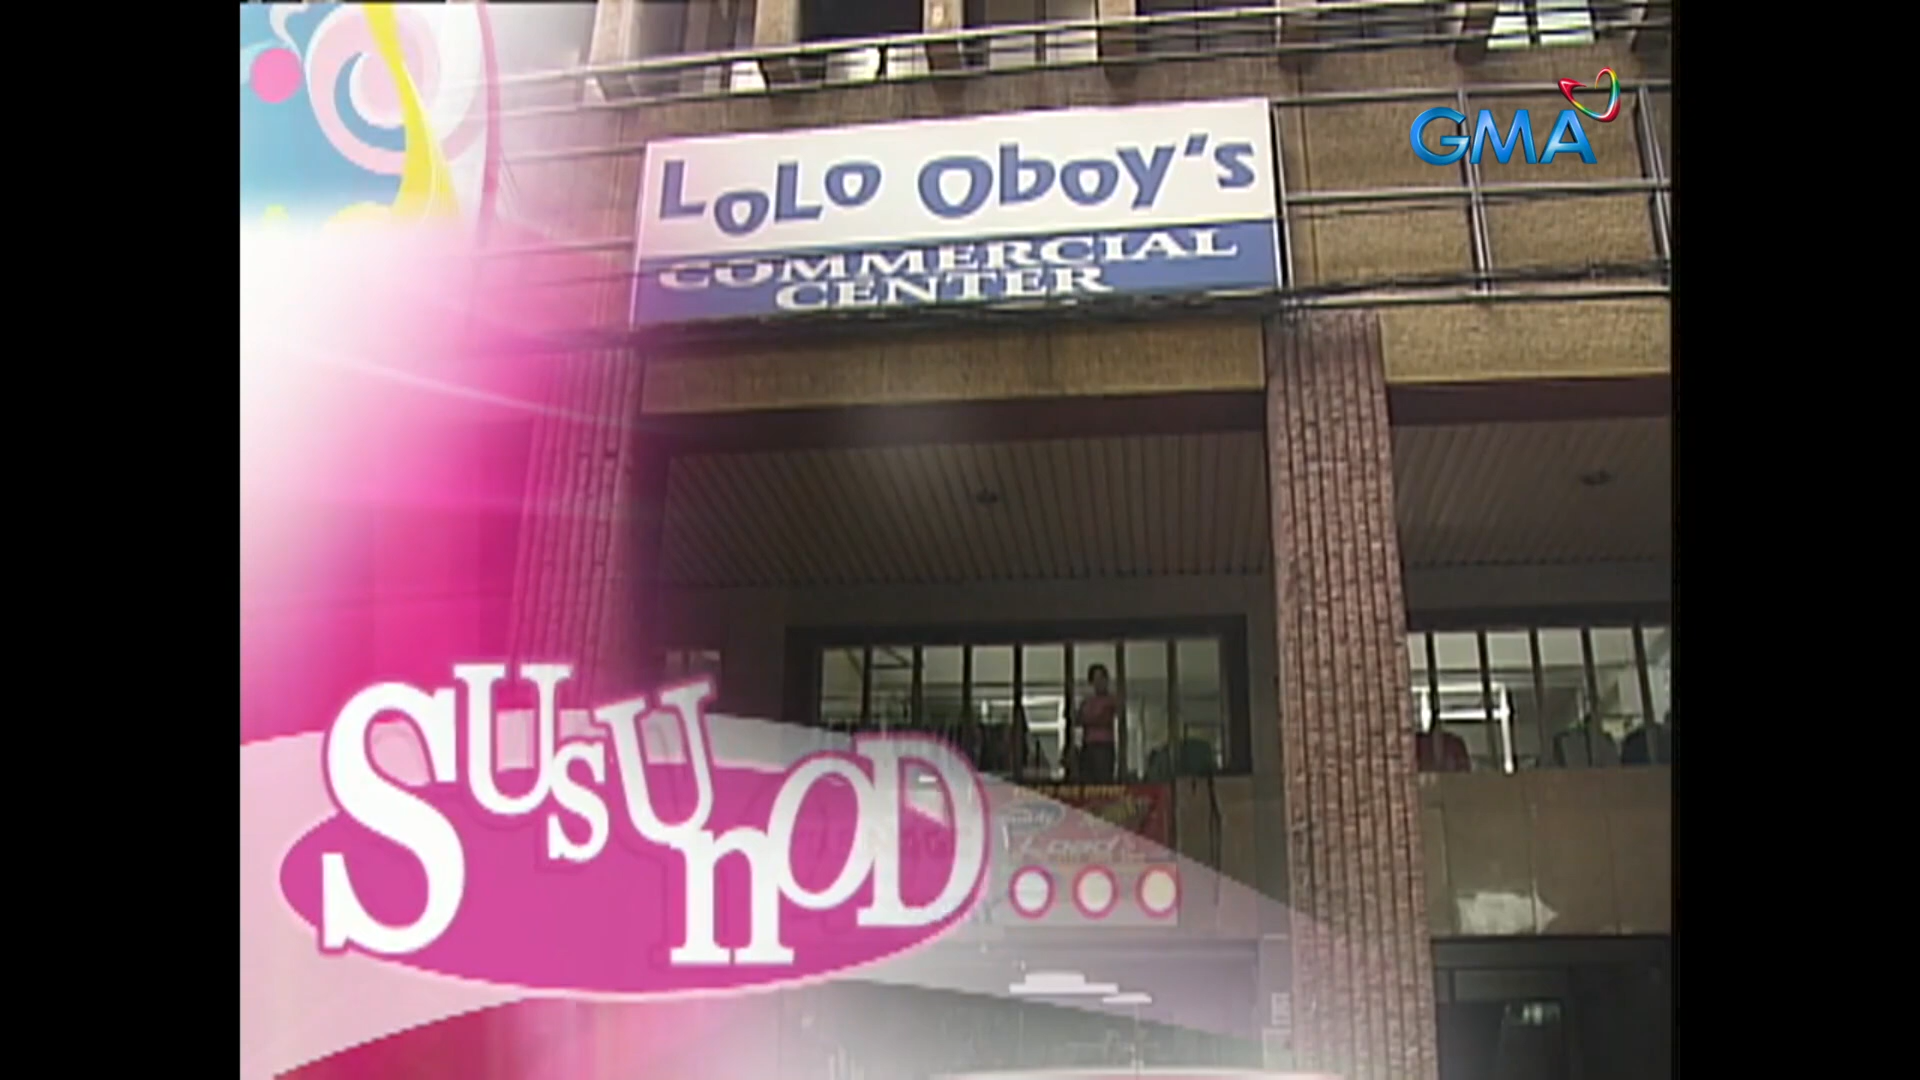 GMA
LoLo Oboy's
COMMERCIAL
CENTER
SUSUnOD...